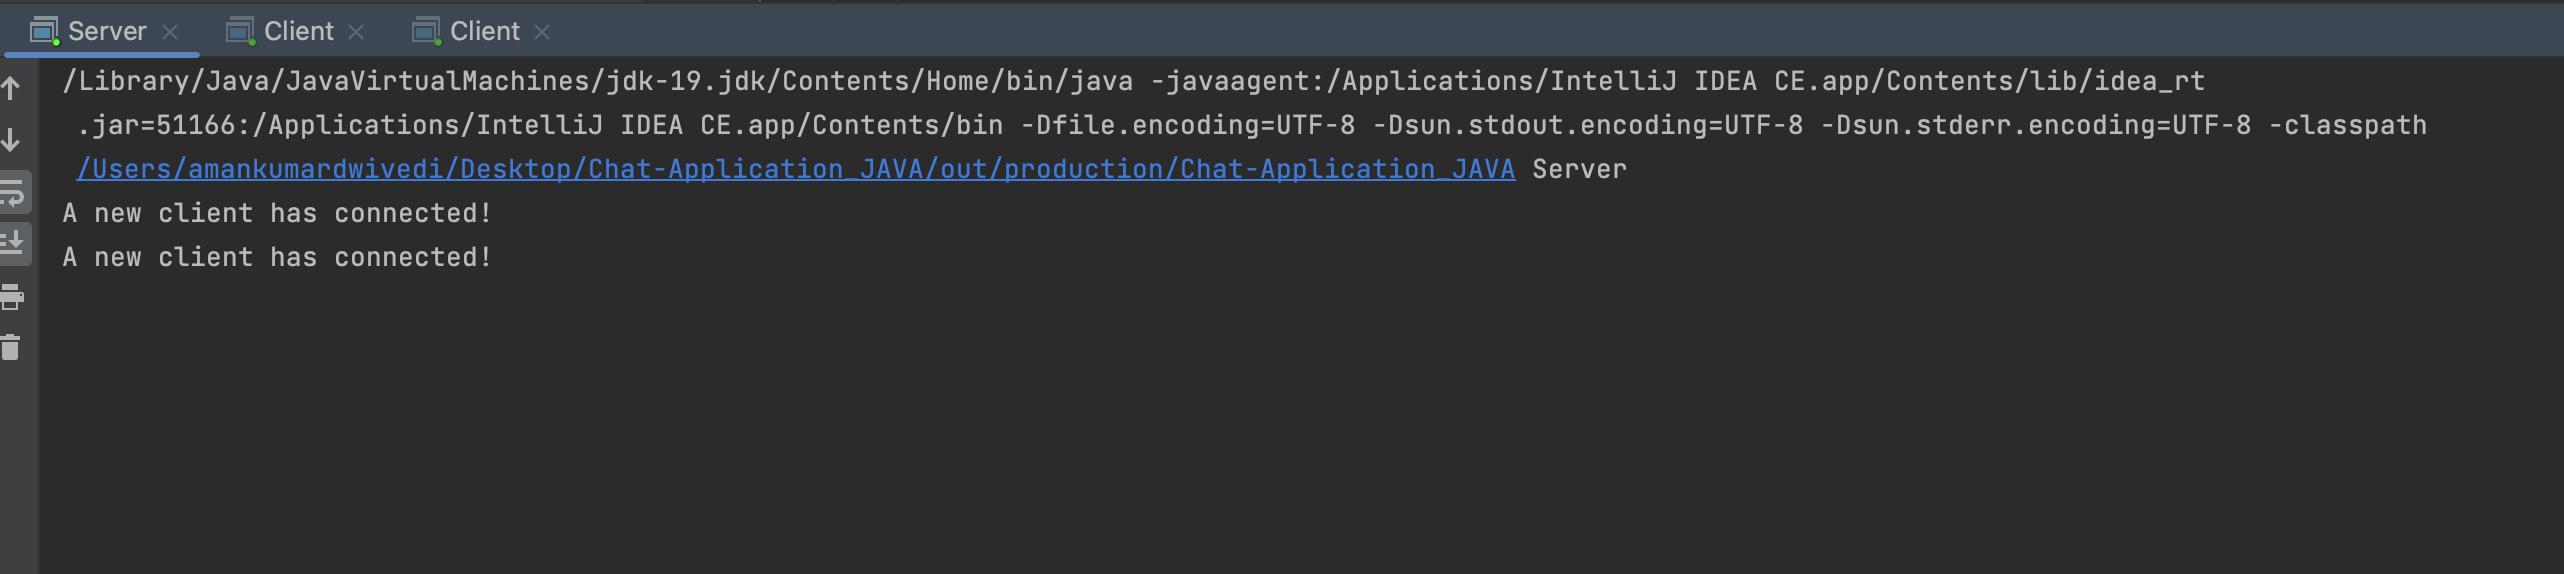 Server Client Client
/Library/Java/JavaVirtualMachines/jdk-19.jdk/Contents/Home/bin/java -javaagent:/Applications/IntelliJ IDEA CE.app/Contents/lib/idea_rt
.jar=51166:/Applications/IntelliJ IDEA CE.app/Contents/bin -Dfile.encoding=UTF-8 -Dsun.stdout.encoding=UTF-8 -Dsun.stderr.encoding=UTF-8 -classpath
/Users/amankumardwivedi/Desktop/Chat-Application_JAVA/out/production/Chat-Application_JAVA Server
A new client has connected!
A new client has connected!